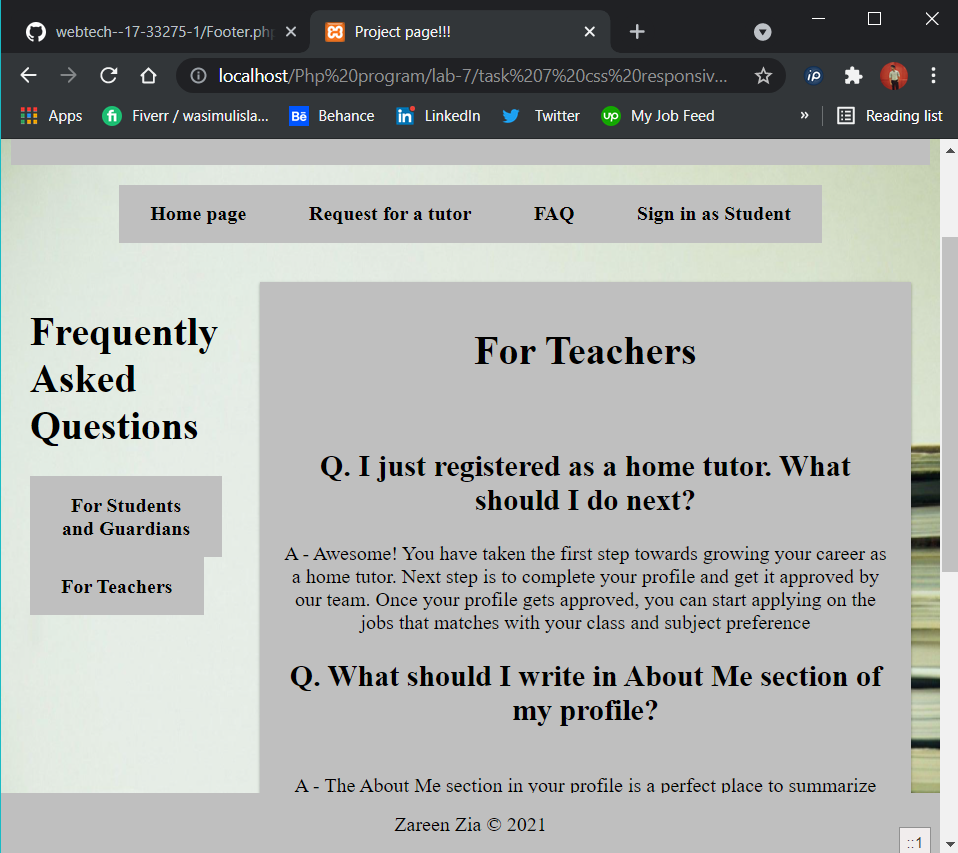 webtech--17-33275-1/Footer.php
Project page!!!
localhost/Php%20program/lab-7/task%207%20css%20responsiv...
iP
Apps
fi
Fiverr / wasimulisla...
Bē
Behance
in
LinkedIn
Twitter
up
My Job Feed
»
Reading list
Home page
Request for a tutor
FAQ
Sign in as Student
Frequently
Asked
Questions
For Students
and Guardians
For Teachers
For Teachers
Q. I just registered as a home tutor. What
should I do next?
A - Awesome! You have taken the first step towards growing your career as
a home tutor. Next step is to complete your profile and get it approved by
our team. Once your profile gets approved, you can start applying on the
jobs that matches with your class and subject preference
Q. What should I write in About Me section of
my profile?
A - The About Me section in your profile is a perfect place to summarize
Zareen Zia © 2021
::1